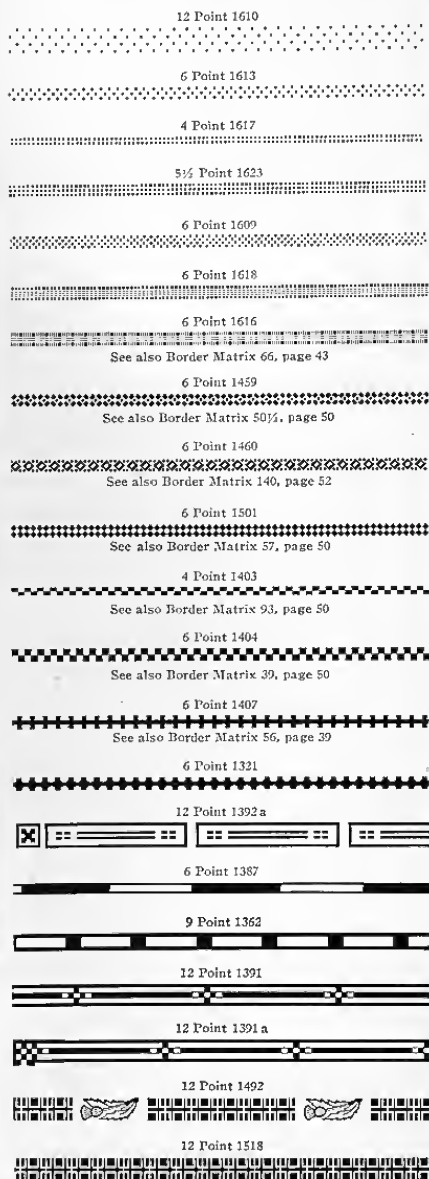 12 Point 1610
6 Point 1613
4 Point 1617
5½ Point 1623
6 Point 1609
6 Point 1618
6 Point 1616
See also Border Matrix 66, page 43
6 Point 1459
See also Border Matrix 50½, page 50
6 Point 1460
See also Border Matrix 140, page 52
6 Point 1501
See also Border Matrix 57, page 50
4 Point 1403
See also Border Matrix 93, page 50
6 Point 1404
See also Border Matrix 39, page 50
6 Point 1407
See also Border Matrix 56, page 39
6 Point 1321
12 Point 1392a
6 Point 1387
9 Point 1362
12 Point 1391
12 Point 1391a
12 Point 1492
12 Point 1518